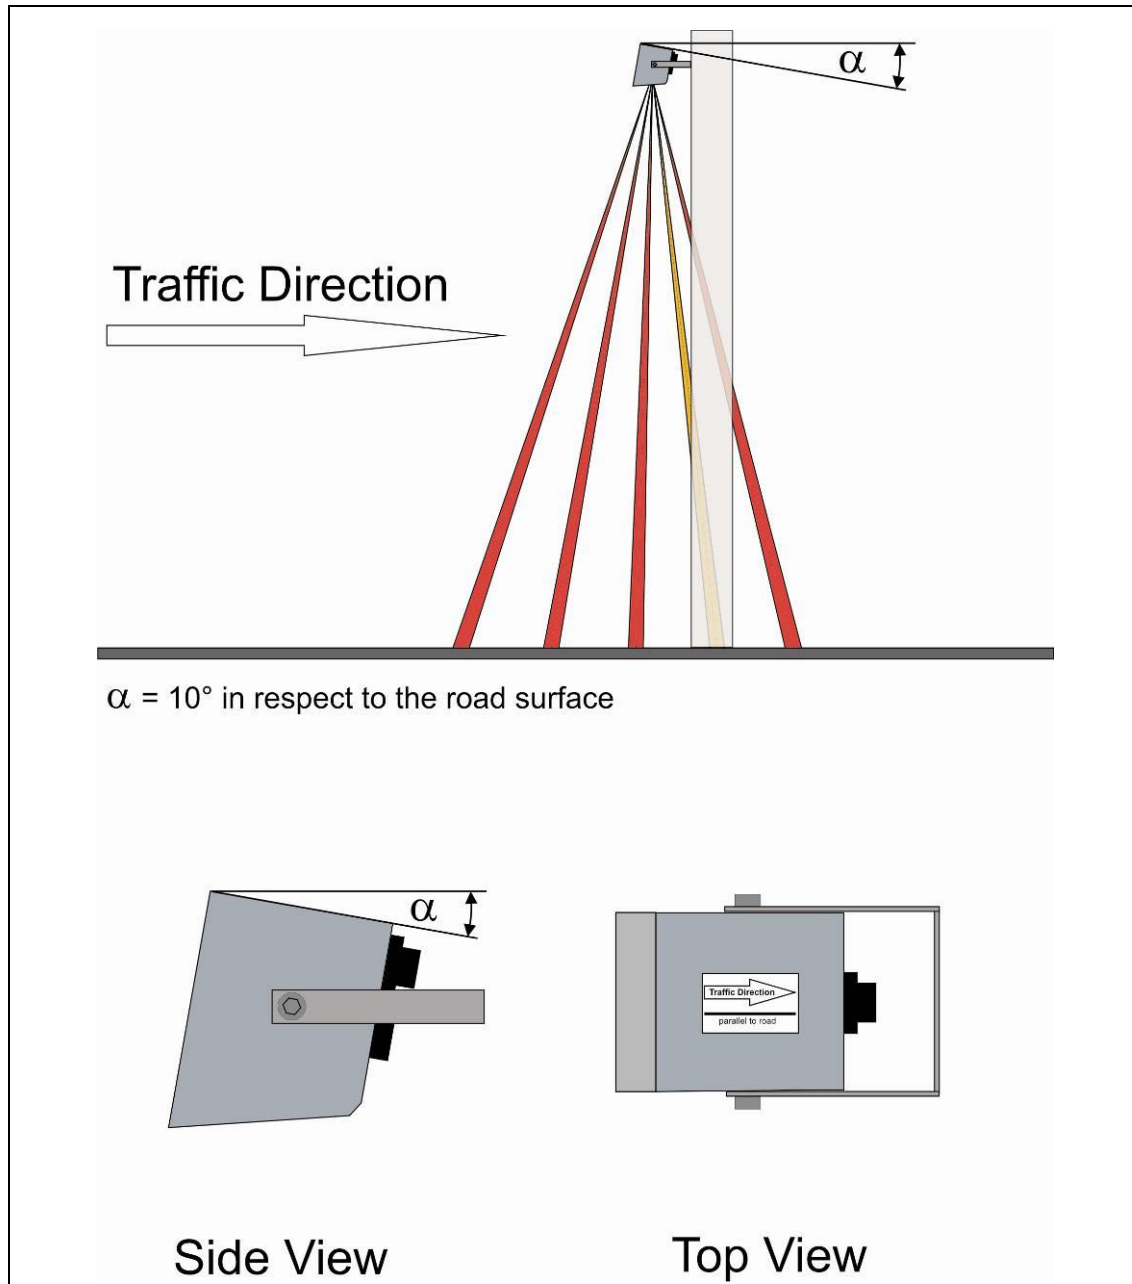 α
Traffic Direction
α = 10° in respect to the road surface
α
Traffic Direction
parallel to road
Side View
Top View